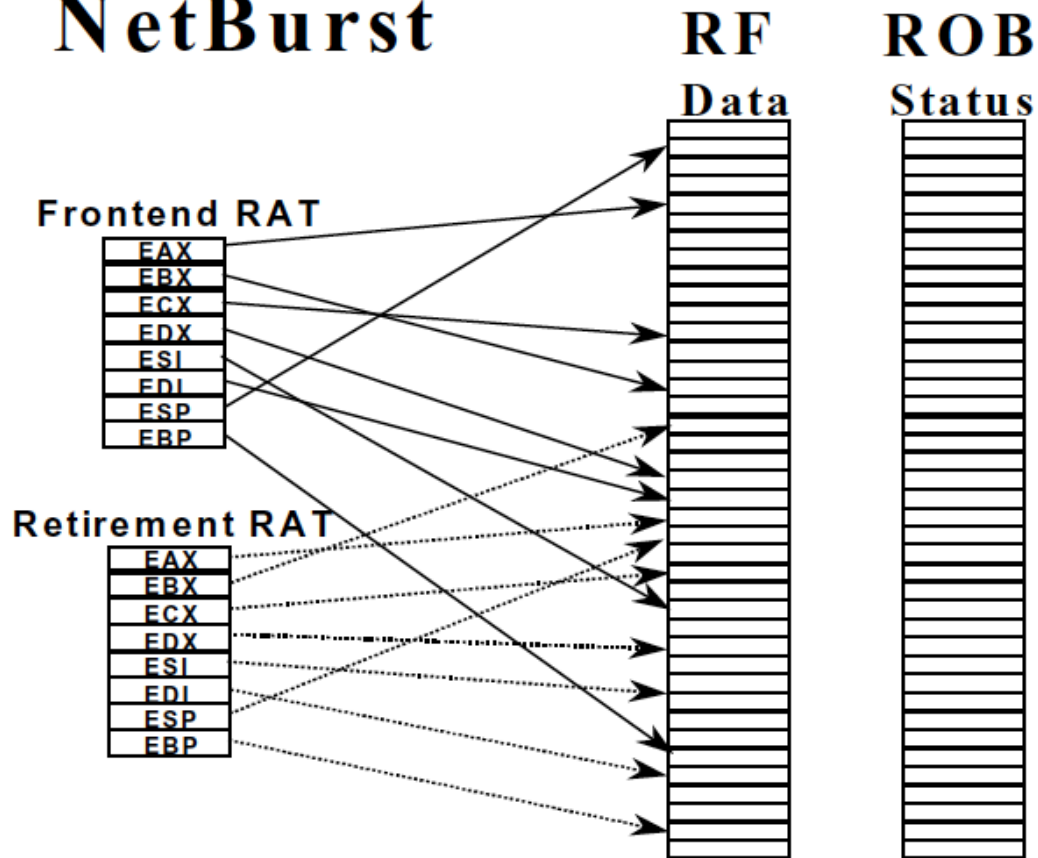 NetBurst
RF
ROB
Data
Status
Frontend RAT
EAX
EBX
ECX
EDX
ESI
EDI
ESP
EBP
Retirement RAT
EAX
EBX
ECX
EDX
ESI
EDI
ESP
EBP